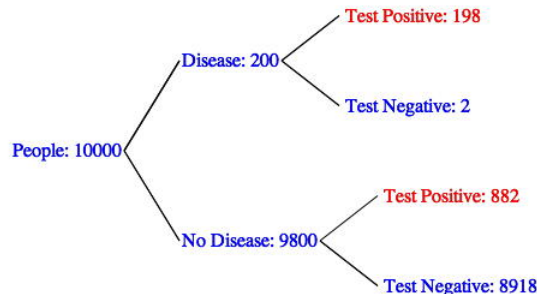 Test Positive: 198
Disease: 200
Test Negative: 2
People: 10000
Test Positive: 882
No Disease: 9800
Test Negative: 8918